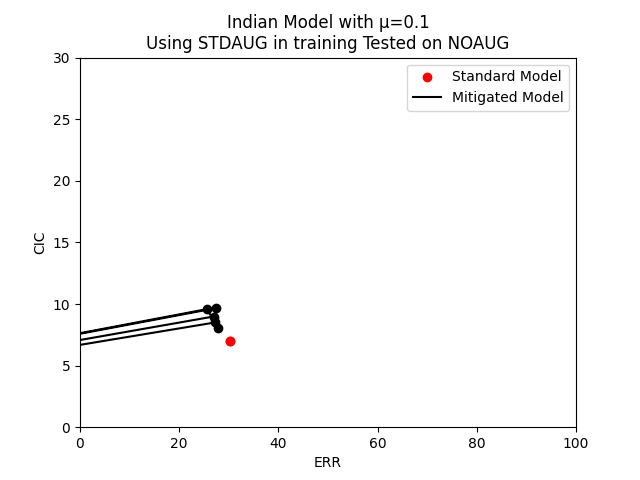 Indian Model with μ=0.1
Using STDAUG in training Tested on NOAUG
Standard Model
Mitigated Model
30
25
20
15
10
5
0
CIC
0 20 40 60 80 100
ERR